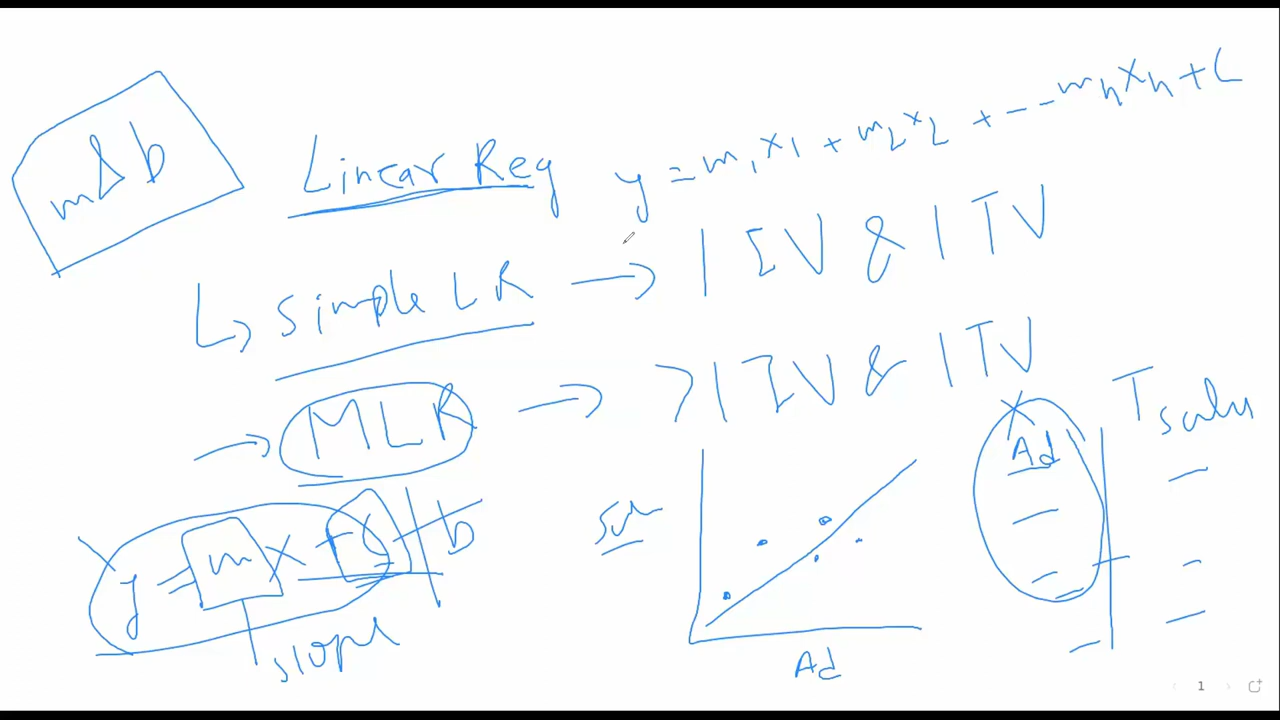 m & b
Linear Reg
y = m₁x₁ + m₂x₂ + --- mₙxₙ + C
↳ Simple LR → 1 IV & 1 TV
→ MLR → >1 IV & 1 TV
y = mx + C + b
slope
Ad
X
Ad
T